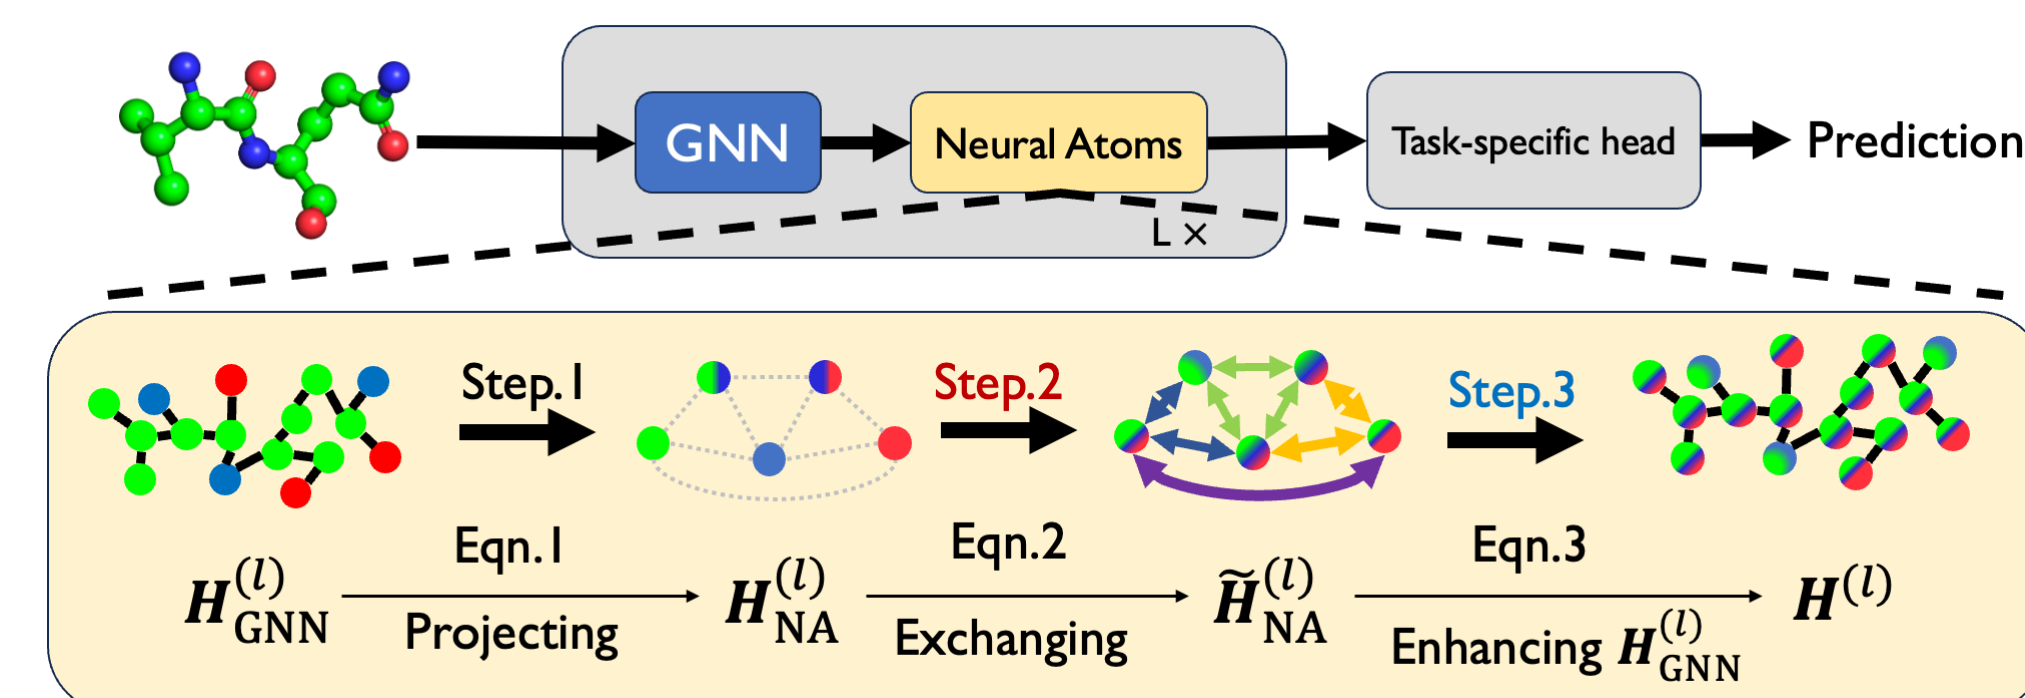 GNN
Neural Atoms
L ×
Task-specific head
Prediction
Step.1
Step.2
Step.3
Eqn.1
Eqn.2
Eqn.3
H_GNN^(l)
Projecting
H_NA^(l)
Exchanging
H̃_NA^(l)
Enhancing H_GNN^(l)
H^(l)